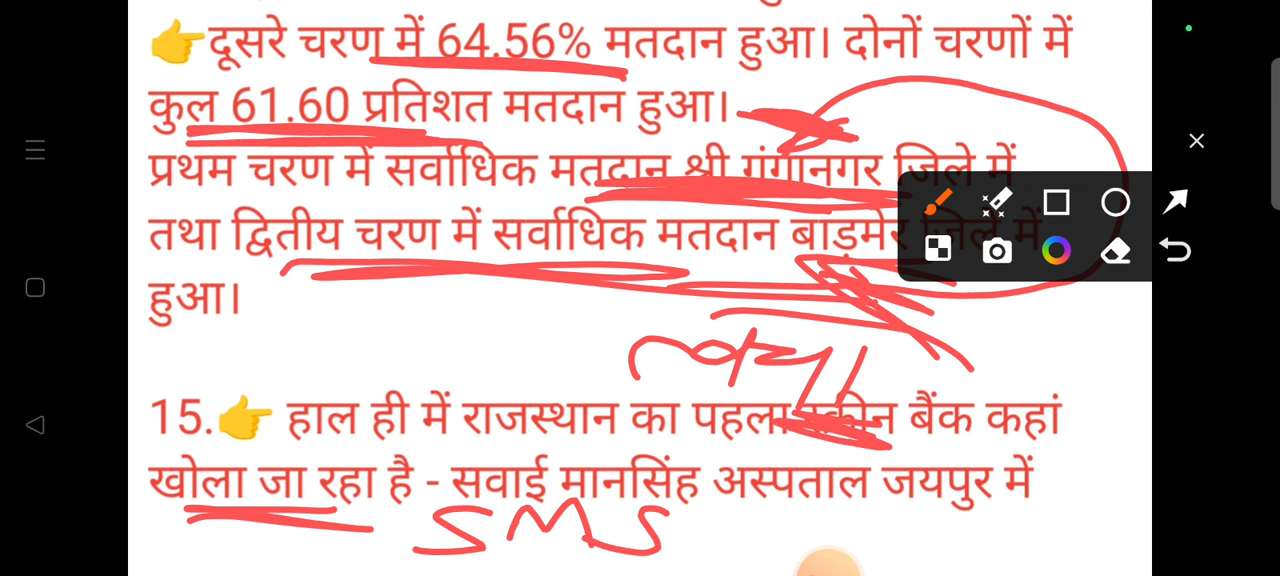 👉दूसरे चरण में 64.56% मतदान हुआ। दोनों चरणों में
कुल 61.60 प्रतिशत मतदान हुआ।
प्रथम चरण में सर्वाधिक मतदान श्री गंगानगर जिले में
तथा द्वितीय चरण में सर्वाधिक मतदान बाड़मेर जिले में
हुआ।
15.👉 हाल ही में राजस्थान का पहला स्कीन बैंक कहां
खोला जा रहा है - सवाई मानसिंह अस्पताल जयपुर में
SMS